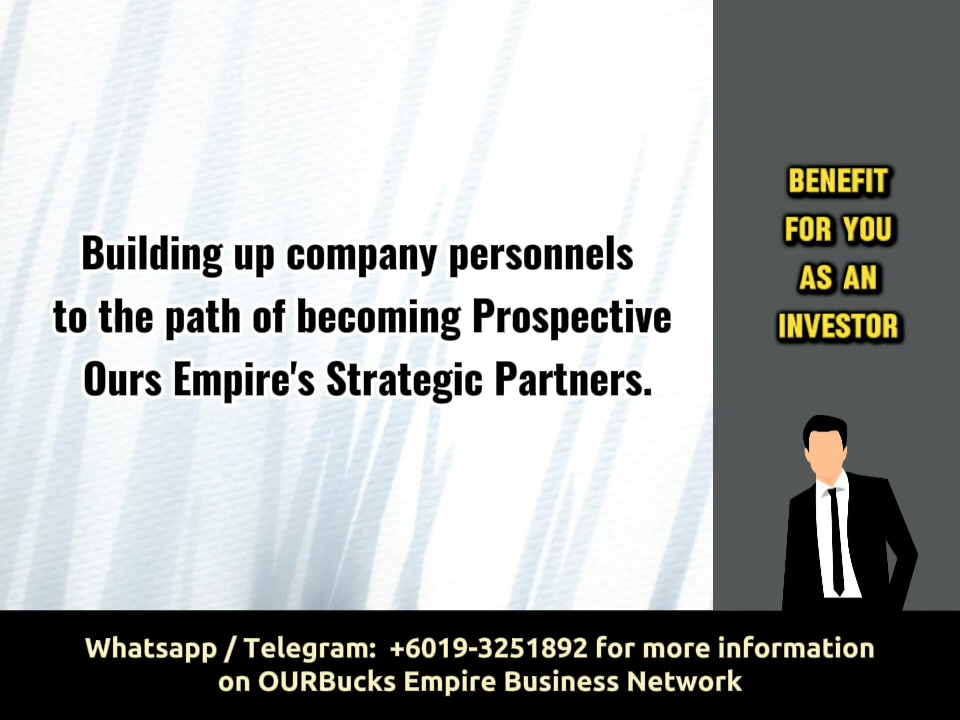 Building up company personnels
to the path of becoming Prospective
Ours Empire's Strategic Partners.
BENEFIT
FOR YOU
AS AN
INVESTOR
Whatsapp / Telegram: +6019-3251892 for more information
on OURBucks Empire Business Network